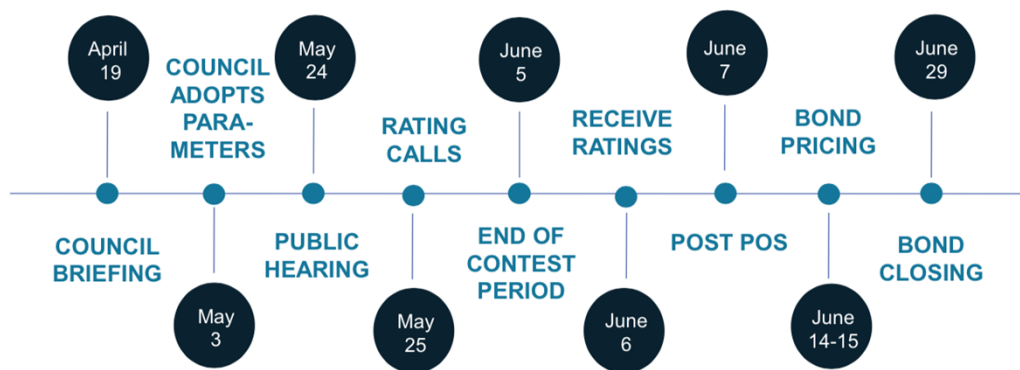 April
19
COUNCIL
BRIEFING
COUNCIL
ADOPTS
PARA-
METERS
May
3
May
24
PUBLIC
HEARING
RATING
CALLS
May
25
June
5
END OF
CONTEST
PERIOD
RECEIVE
RATINGS
June
6
June
7
POST POS
BOND
PRICING
June
14-15
June
29
BOND
CLOSING